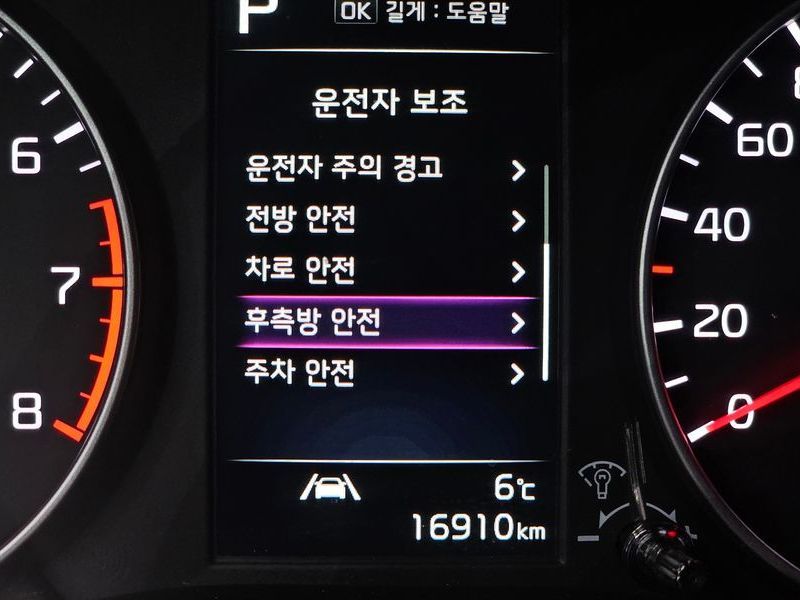 P
OK 길게 : 도움말
운전자 보조
운전자 주의 경고
전방 안전
차로 안전
후측방 안전
주차 안전
6℃
16910km
6
7
8
60
40
20
0